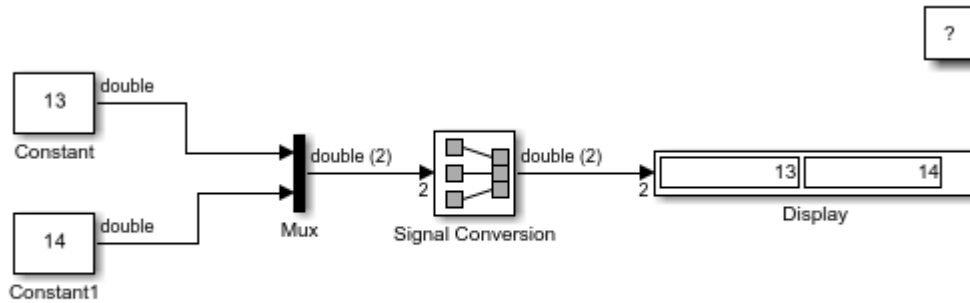 ?
13
double
Constant
double (2)
2
double (2)
2
13
14
Mux
Signal Conversion
Display
14
double
Constant1